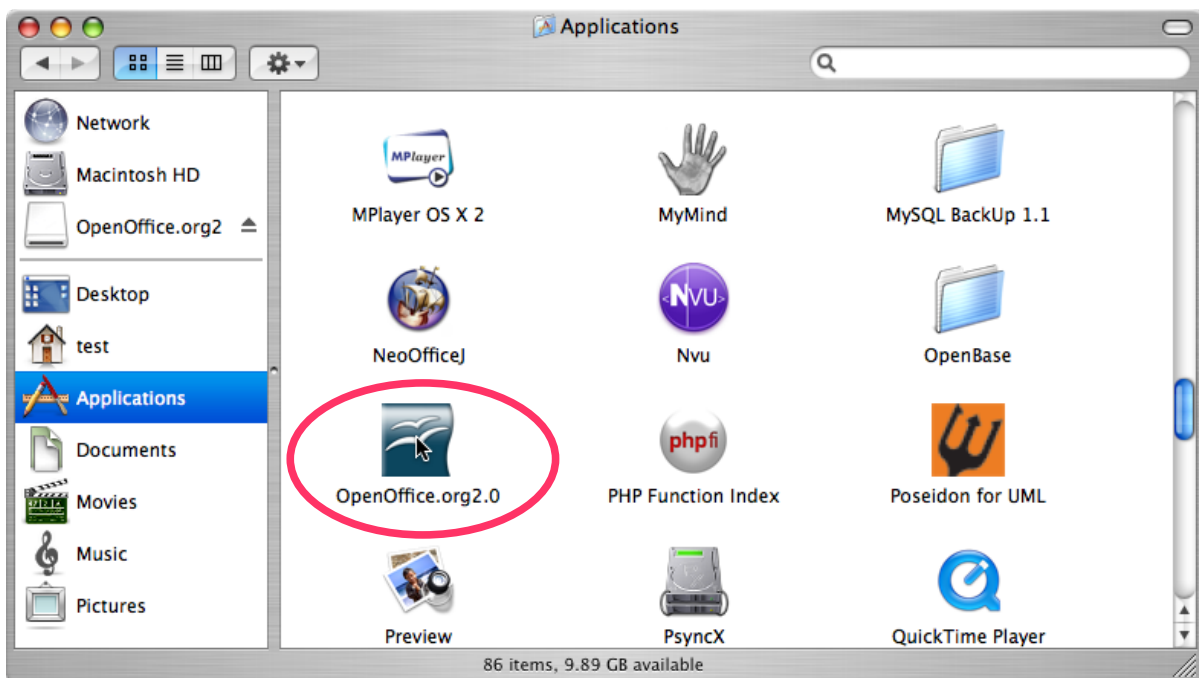 Applications
Network
Macintosh HD
OpenOffice.org2
Desktop
test
Applications
Documents
Movies
Music
Pictures
MPlayer
MPlayer OS X 2
MyMind
MySQL BackUp 1.1
NeoOfficeJ
<NVU>
Nvu
OpenBase
OpenOffice.org2.0
phpfi
PHP Function Index
Poseidon for UML
Preview
PsyncX
QuickTime Player
86 items, 9.89 GB available